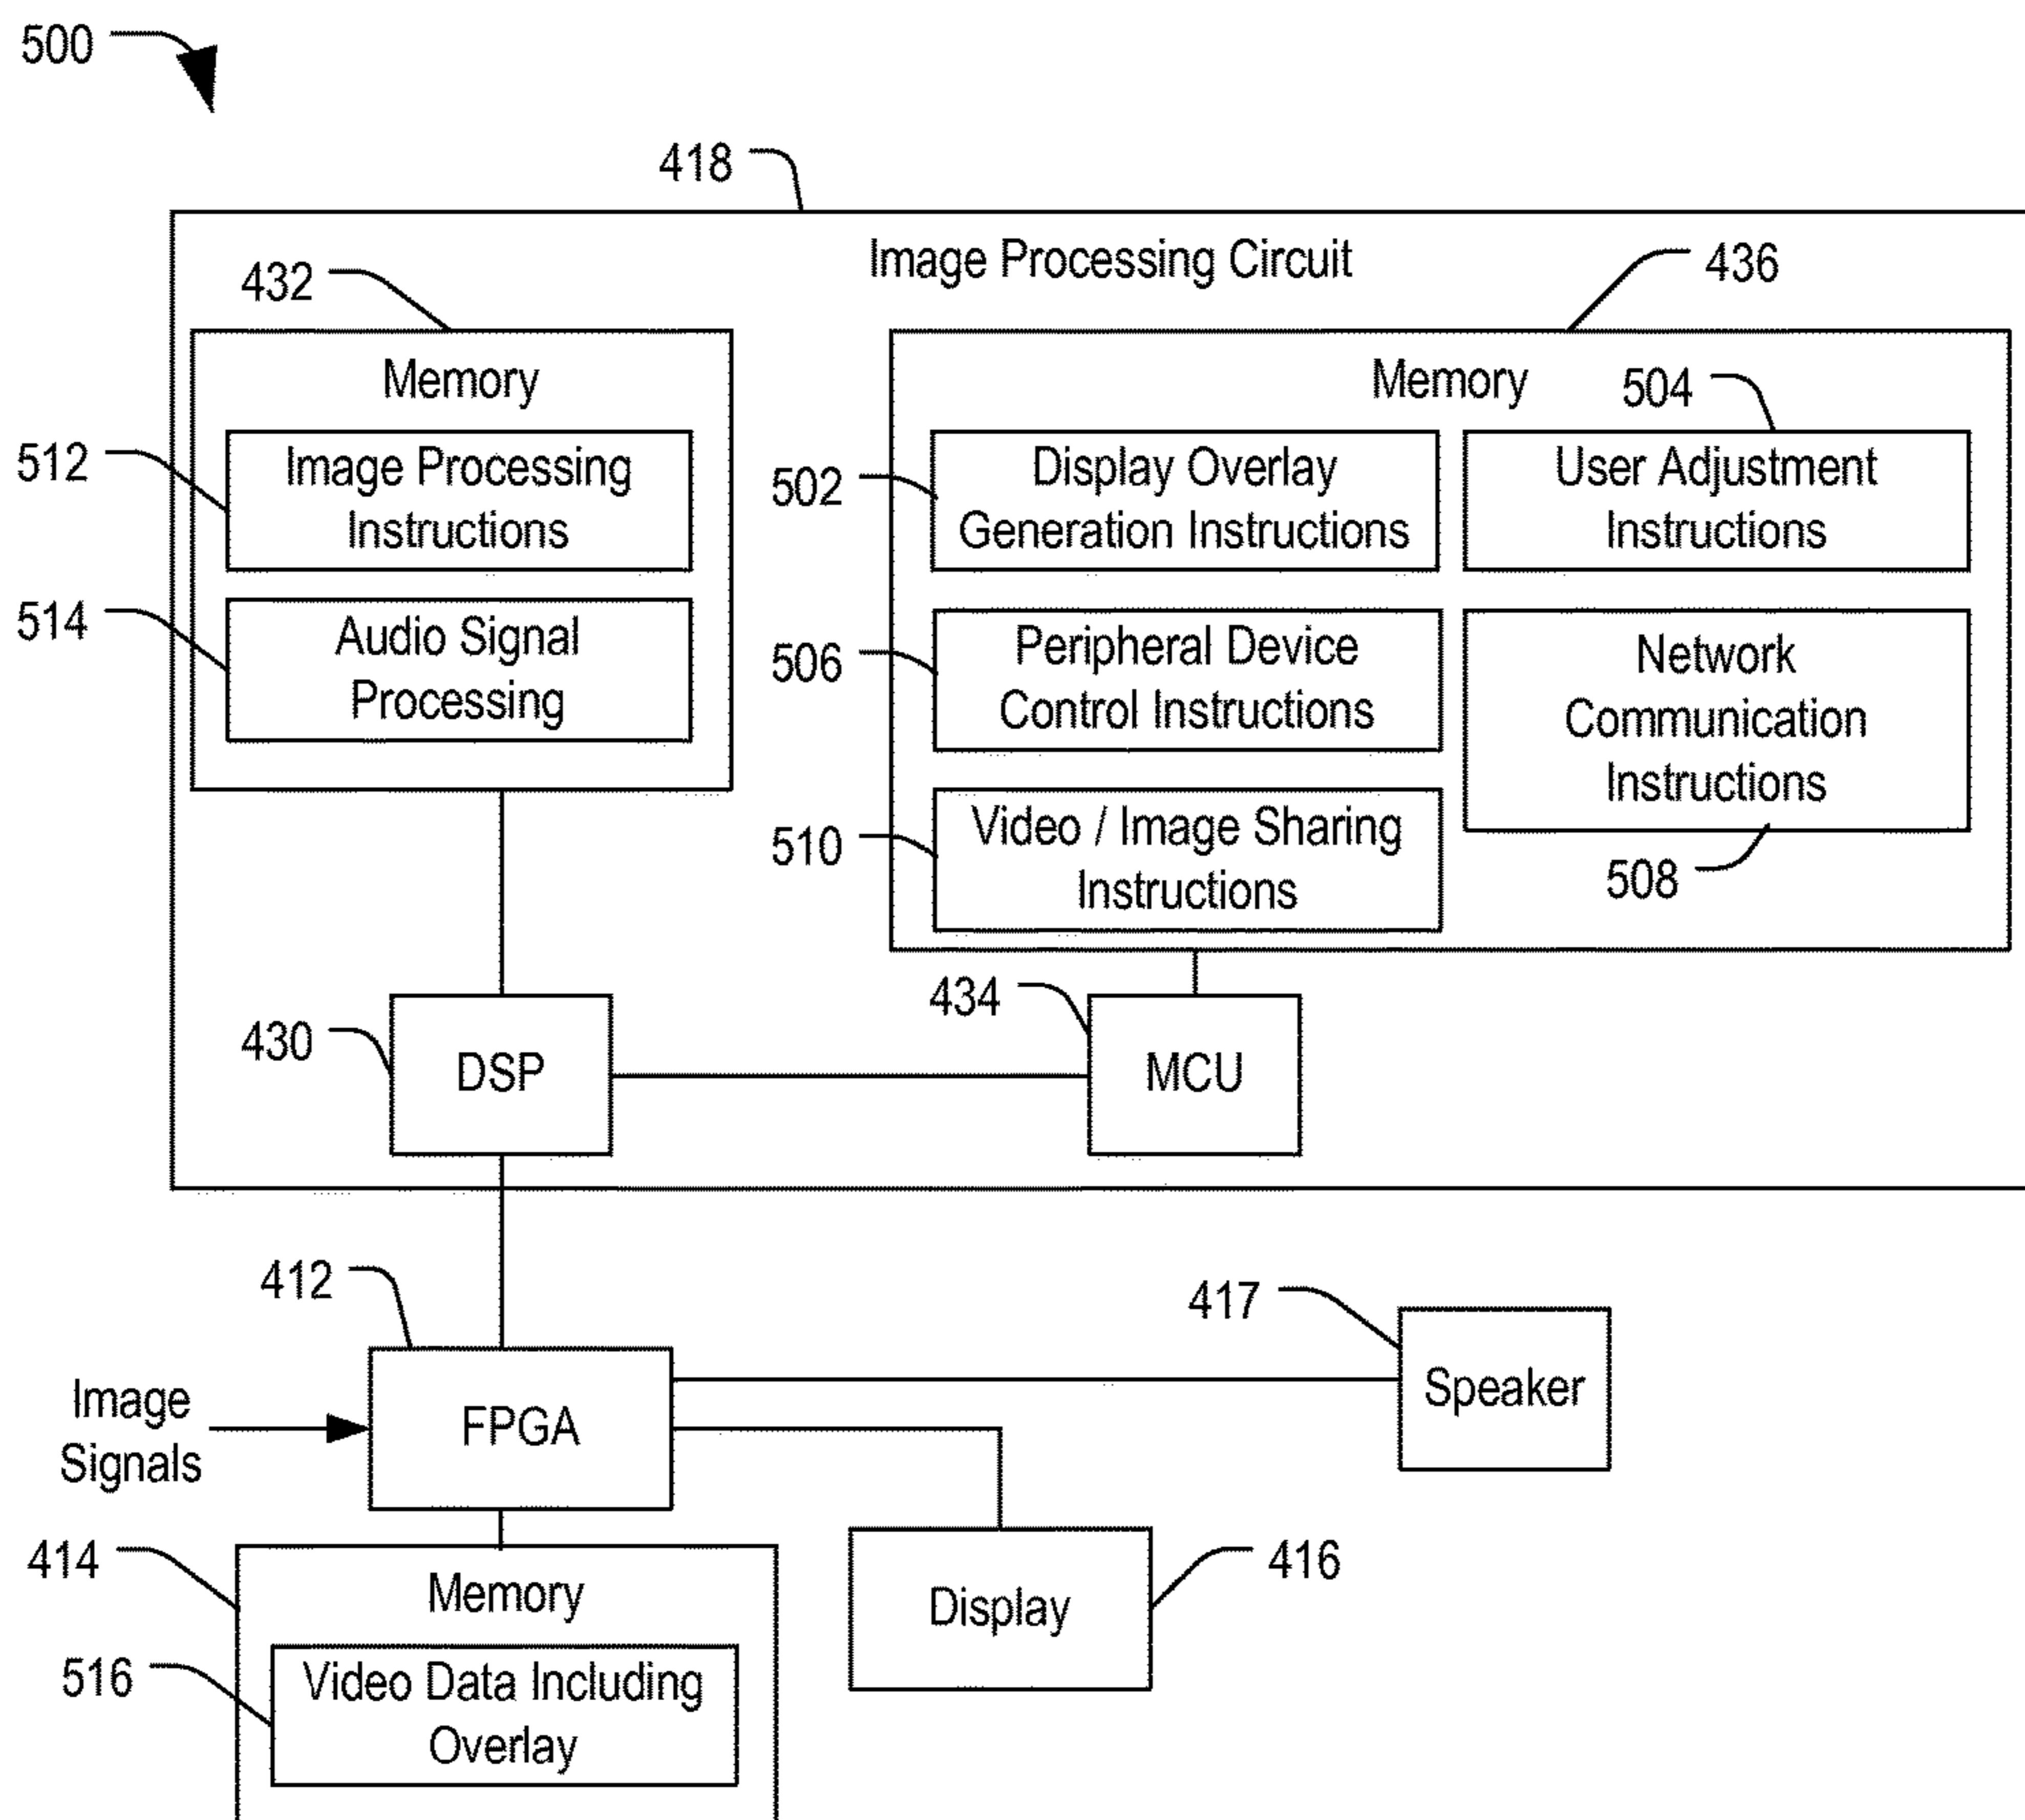 500
418
Image Processing Circuit
432
436
Memory
Memory
504
512
Image Processing
Instructions
502
Display Overlay
Generation Instructions
User Adjustment
Instructions
514
Audio Signal
Processing
506
Peripheral Device
Control Instructions
Network
Communication
Instructions
510
Video / Image Sharing
Instructions
508
434
430
DSP
MCU
412
417
Image
Signals
FPGA
Speaker
414
Memory
416
Display
516
Video Data Including
Overlay